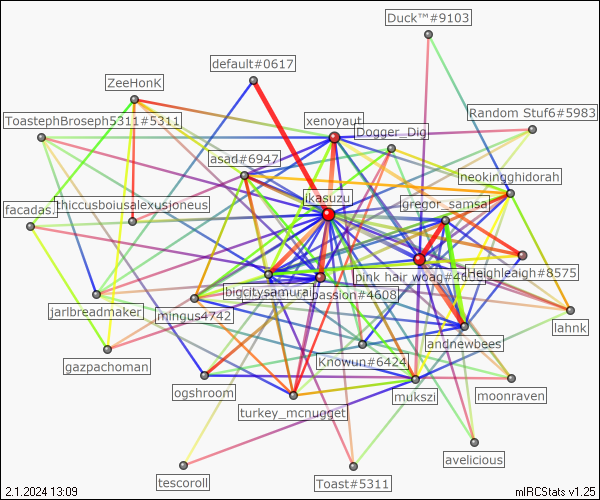 Duck™#9103
default#0617
ZeeHonK
Random Stuf6#5983
ToastephBroseph5311#5311
xenoyaut
Dogger_Dig
asad#6947
neokingghidorah
ikasuzu
gregor_samsa
facadas.
thiccusboiusalexusjoneus
Heighleaigh#8575
pink hair woag#46
bigcitysamurai
passion#4608
jarlbreadmaker
mingus4742
lahnk
andnewbees
gazpachoman
Knowun#6424
ogshroom
mukszi
moonraven
turkey_mcnugget
avelicious
tescoroll
Toast#5311
2.1.2024 13:09
mIRCStats v1.25